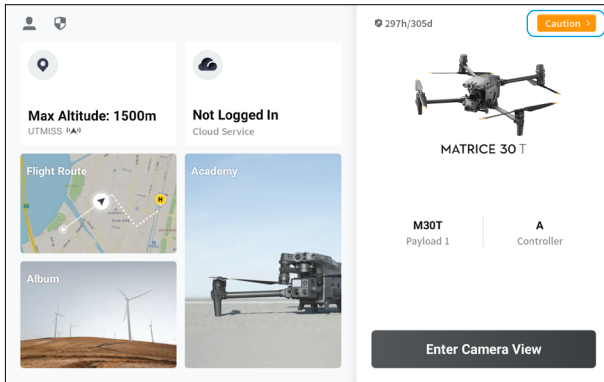 297h/305d
Caution >
Max Altitude: 1500m
UTMISS
Not Logged In
Cloud Service
MATRICE 30 T
Flight Route
H
Academy
M30T
Payload 1
A
Controller
Album
Enter Camera View